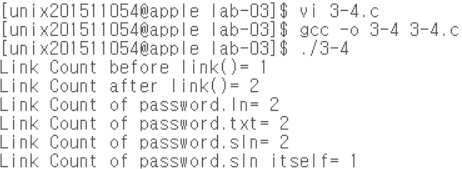 [unix201511054@apple lab-03]$ vi 3-4.c
[unix201511054@apple lab-03]$ gcc -o 3-4 3-4.c
[unix201511054@apple lab-03]$ ./3-4
Link Count before link()= 1
Link Count after link()= 2
Link Count of password.ln= 2
Link Count of password.txt= 2
Link Count of password.sln= 2
Link Count of password.sln itself= 1